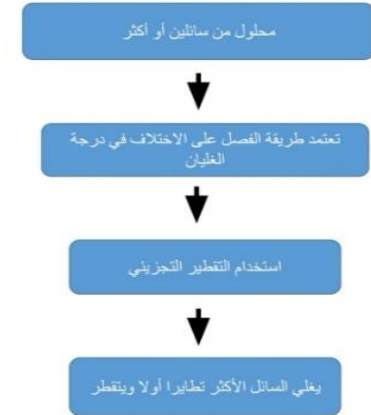 محلول من سائلين أو أكثر
تعتمد طريقة الفصل على الاختلاف في درجة
الغليان
استخدام التقطير التجزيئي
يغلي السائل الأكثر تطايرا أولا ويتقطر